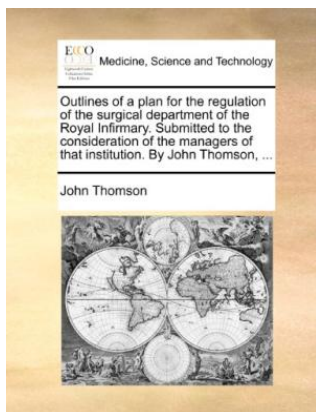 ECCO
Medicine, Science and Technology
Outlines of a plan for the regulation
of the surgical department of the
Royal Infirmary. Submitted to the
consideration of the managers of
that institution. By John Thomson, ...
John Thomson